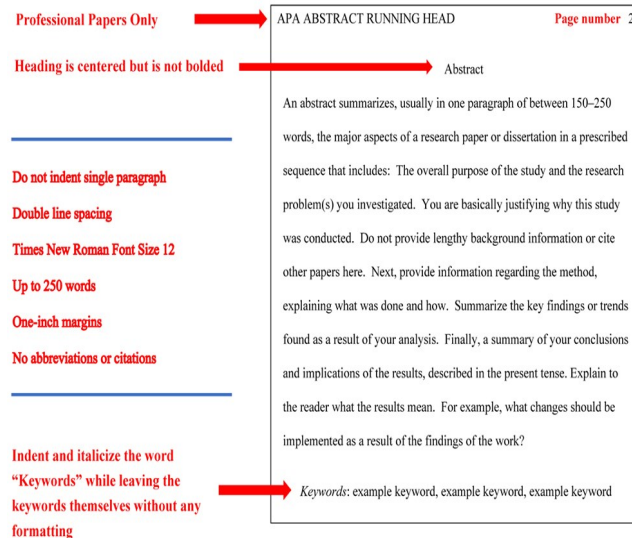 Professional Papers Only
APA ABSTRACT RUNNING HEAD
Page number 2
Heading is centered but is not bolded
Abstract
An abstract summarizes, usually in one paragraph of between 150–250
words, the major aspects of a research paper or dissertation in a prescribed
sequence that includes: The overall purpose of the study and the research
problem(s) you investigated. You are basically justifying why this study
was conducted. Do not provide lengthy background information or cite
other papers here. Next, provide information regarding the method,
explaining what was done and how. Summarize the key findings or trends
found as a result of your analysis. Finally, a summary of your conclusions
and implications of the results, described in the present tense. Explain to
the reader what the results mean. For example, what changes should be
implemented as a result of the findings of the work?
Keywords: example keyword, example keyword, example keyword
Do not indent single paragraph
Double line spacing
Times New Roman Font Size 12
Up to 250 words
One-inch margins
No abbreviations or citations
Indent and italicize the word
“Keywords” while leaving the
keywords themselves without any
formatting